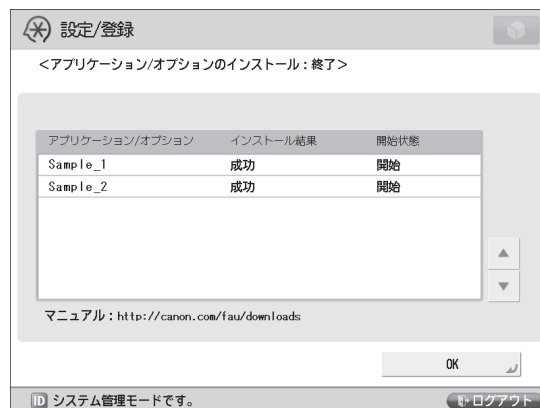 設定/登録
<アプリケーション/オプションのインストール:終了>
アプリケーション/オプション インストール結果 開始状態
Sample_1 成功 開始
Sample_2 成功 開始
マニュアル:http://canon.com/fau/downloads
OK
ID システム管理モードです。 ログアウト